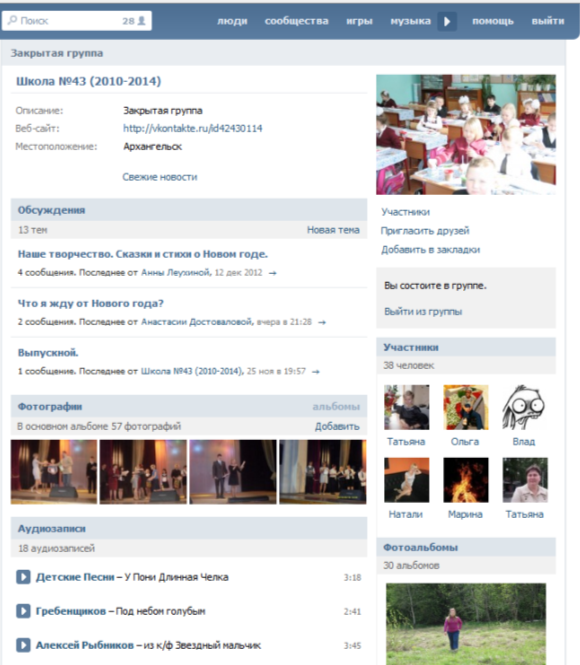 Поиск 28 люди сообщества игры музыка помощь выйти
Закрытая группа
Школа №43 (2010-2014)
Описание: Закрытая группа
Веб-сайт: http://vkontakte.ru/id42430114
Местоположение: Архангельск
Свежие новости
Обсуждения
13 тем Новая тема
Наше творчество. Сказки и стихи о Новом годе.
4 сообщения. Последнее от Анны Леухиной, 12 дек 2012 →
Что я жду от Нового года?
2 сообщения. Последнее от Анастасии Достоваловой, вчера в 21:28 →
Выпускной.
1 сообщение. Последнее от Школа №43 (2010-2014), 25 ноя в 19:57 →
Фотографии альбомы
В основном альбоме 57 фотографий Добавить
Аудиозаписи
18 аудиозаписей
Детские Песни – У Пони Длинная Челка 3:18
Гребенщиков – Под небом голубым 2:41
Алексей Рыбников – из к/ф Звездный мальчик 3:45
Участники
Пригласить друзей
Добавить в закладки
Вы состоите в группе.
Выйти из группы
Участники
38 человек
Татьяна Ольга Влад
Натали Марина Татьяна
Фотоальбомы
30 альбомов